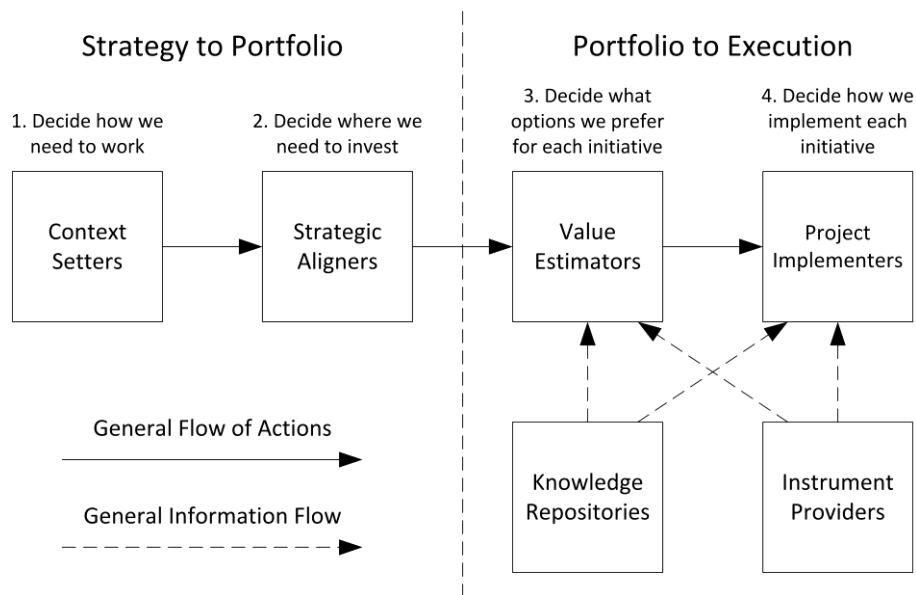 Strategy to Portfolio
Portfolio to Execution
1. Decide how we
need to work
2. Decide where we
need to invest
3. Decide what
options we prefer
for each initiative
4. Decide how we
implement each
initiative
Context
Setters
Strategic
Aligners
Value
Estimators
Project
Implementers
General Flow of Actions
General Information Flow
Knowledge
Repositories
Instrument
Providers